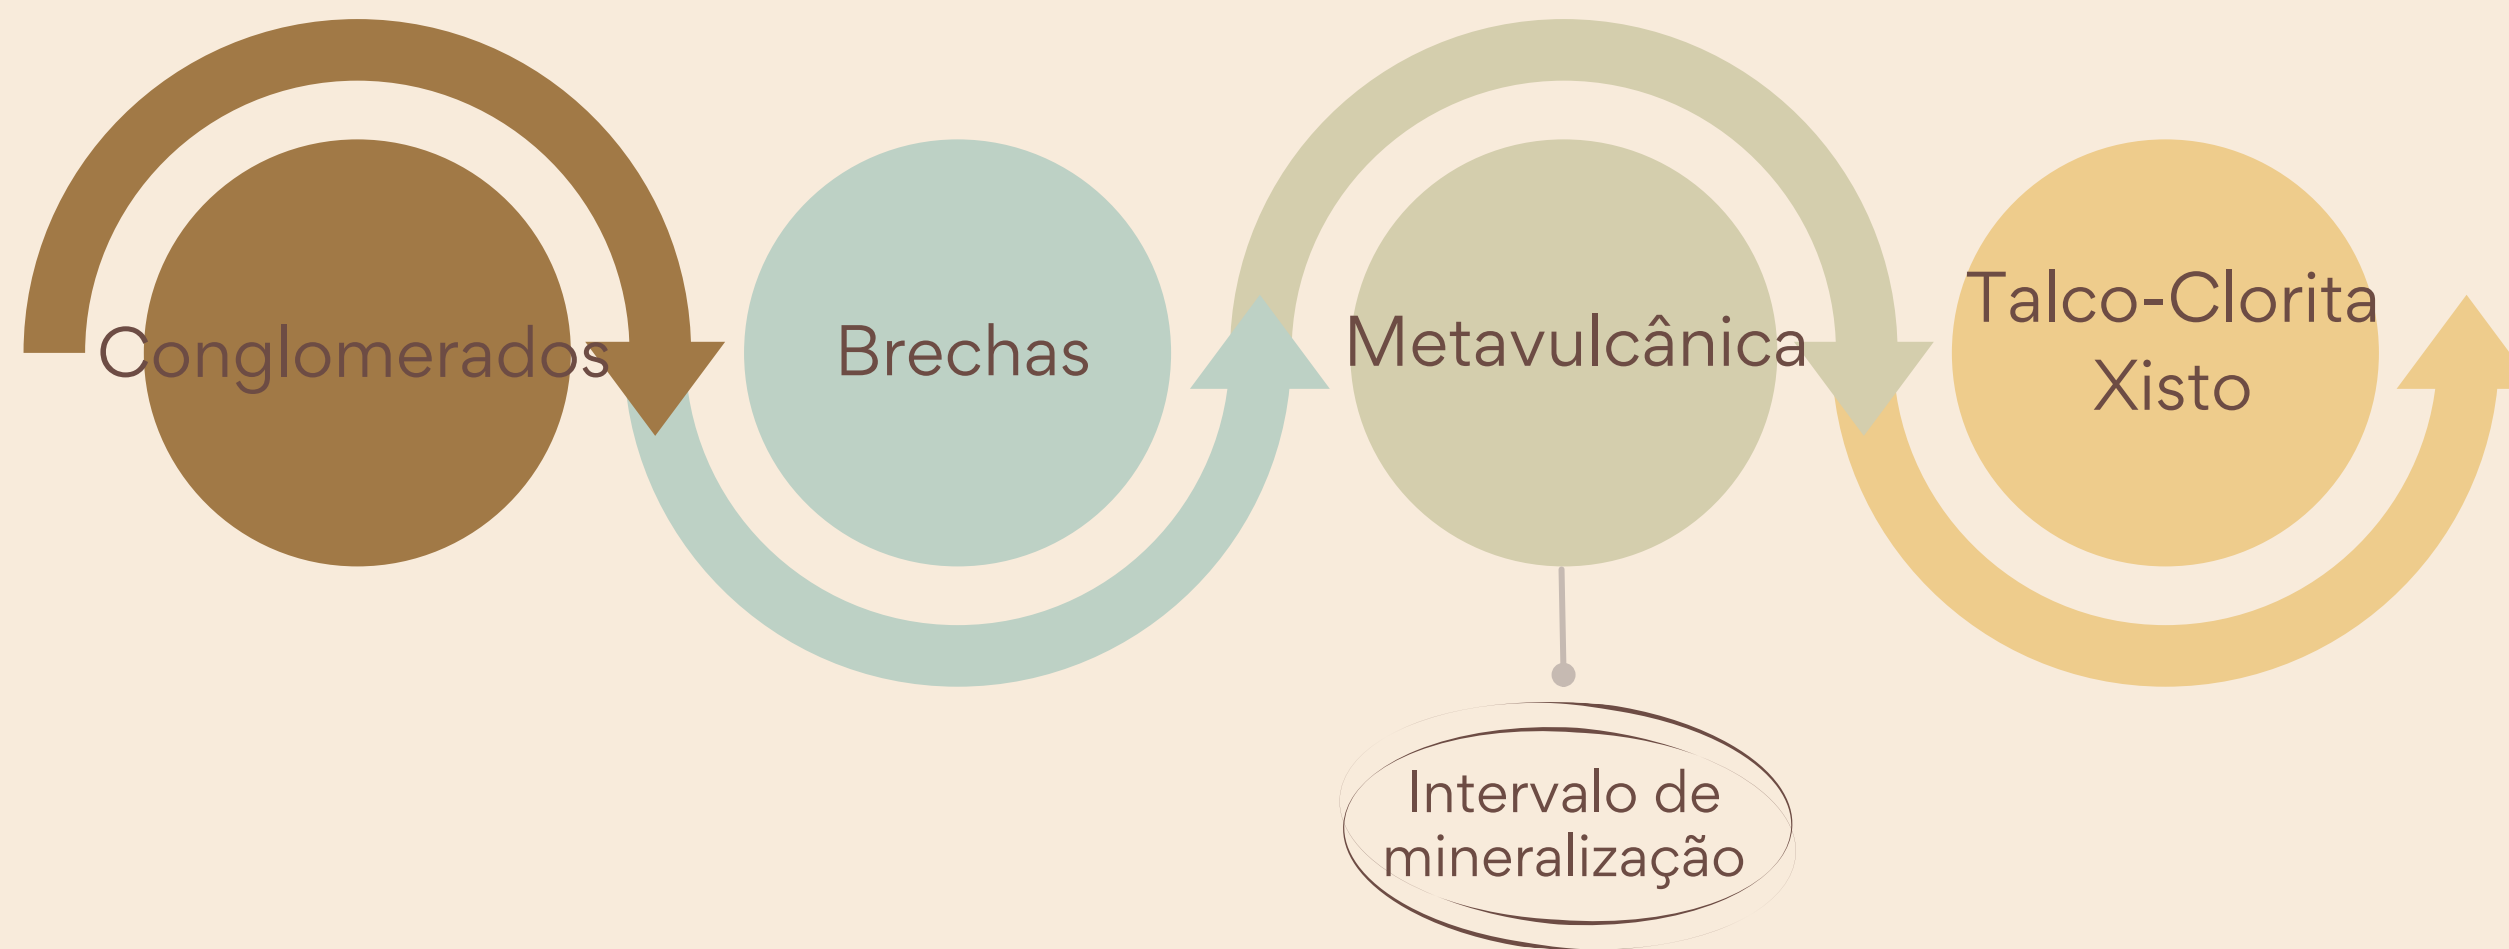 Conglomerados
Brechas
Metavulcânica
Talco-Clorita
Xisto
Intervalo de
mineralização